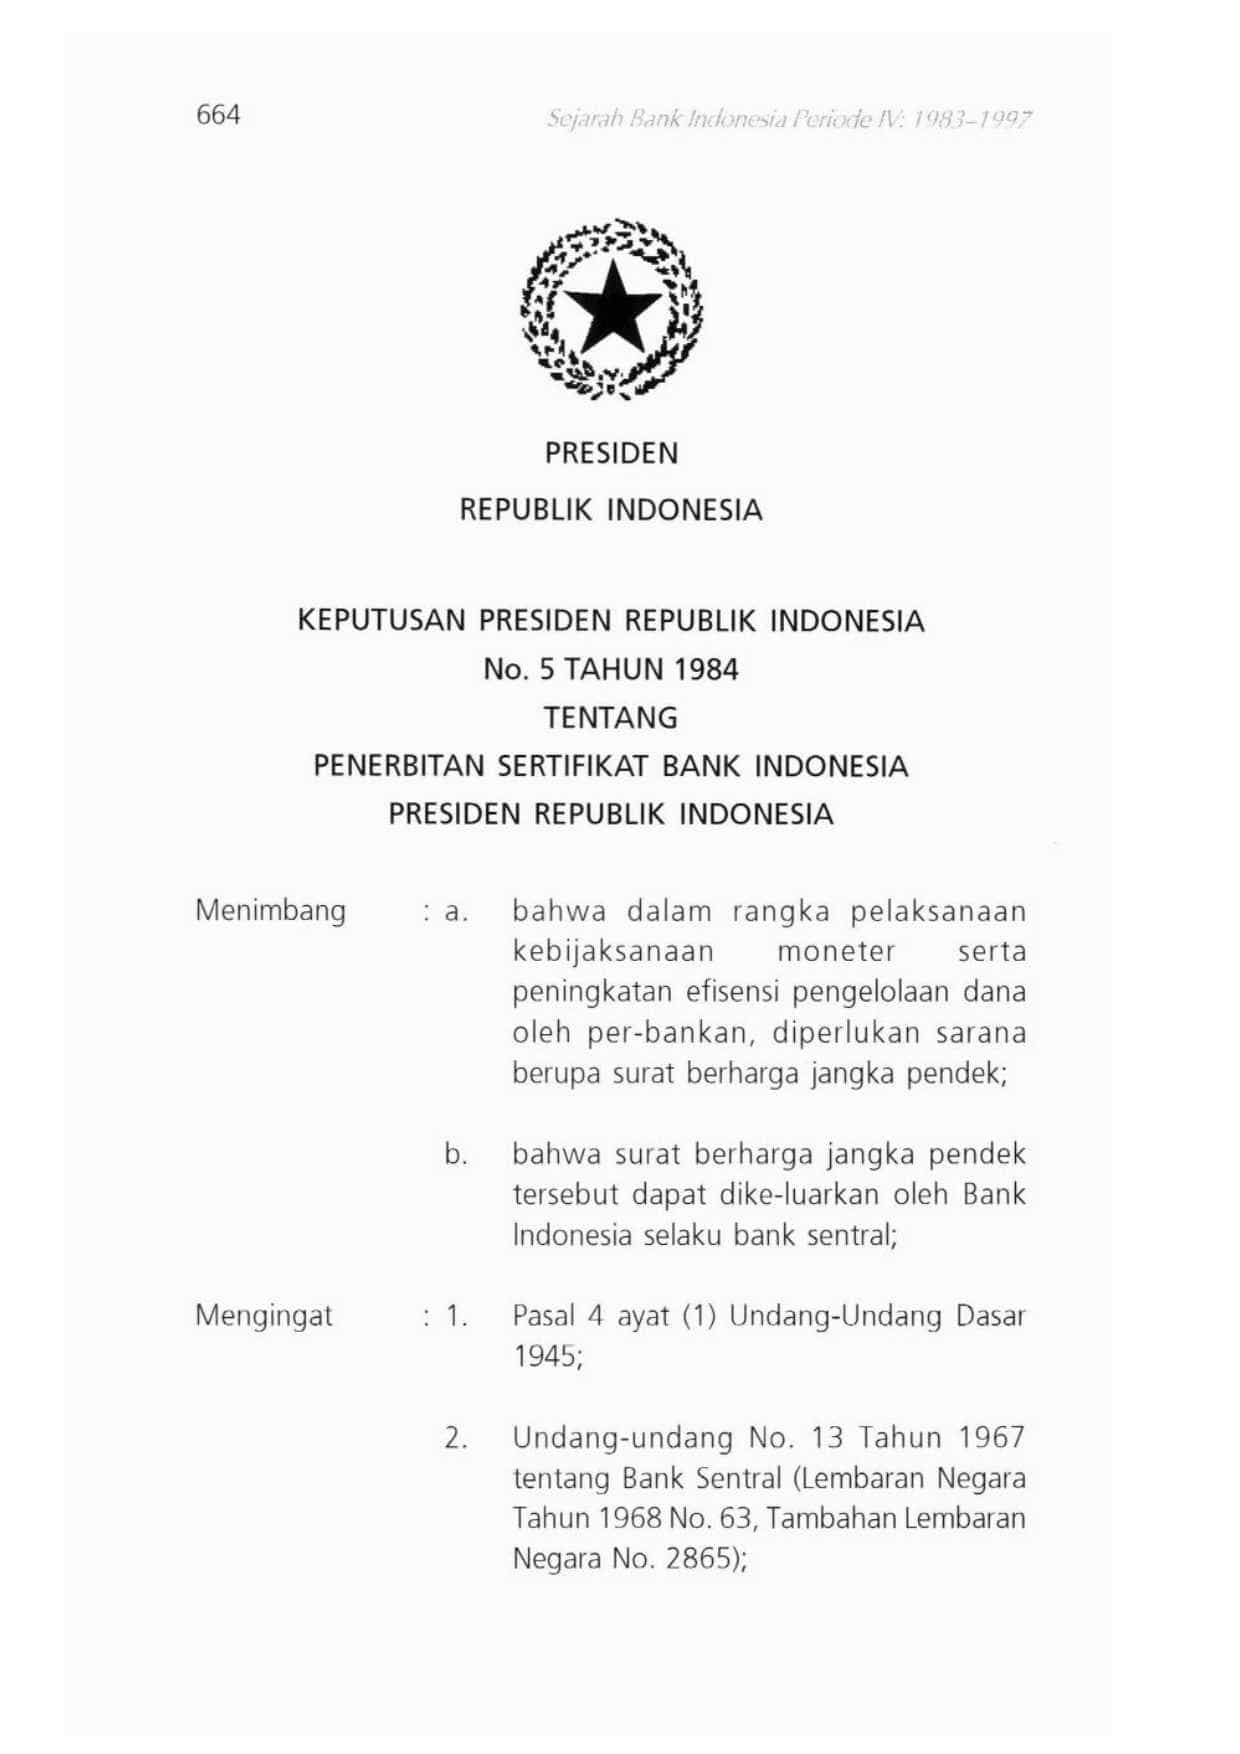 664
Sejarah Bank Indonesia Periode IV: 1983–1997
PRESIDEN
REPUBLIK INDONESIA
KEPUTUSAN PRESIDEN REPUBLIK INDONESIA
No. 5 TAHUN 1984
TENTANG
PENERBITAN SERTIFIKAT BANK INDONESIA
PRESIDEN REPUBLIK INDONESIA
Menimbang : a. bahwa dalam rangka pelaksanaan
kebijaksanaan moneter serta
peningkatan efisensi pengelolaan dana
oleh per-bankan, diperlukan sarana
berupa surat berharga jangka pendek;
b. bahwa surat berharga jangka pendek
tersebut dapat dike-luarkan oleh Bank
Indonesia selaku bank sentral;
Mengingat : 1. Pasal 4 ayat (1) Undang-Undang Dasar
1945;
2. Undang-undang No. 13 Tahun 1967
tentang Bank Sentral (Lembaran Negara
Tahun 1968 No. 63, Tambahan Lembaran
Negara No. 2865);